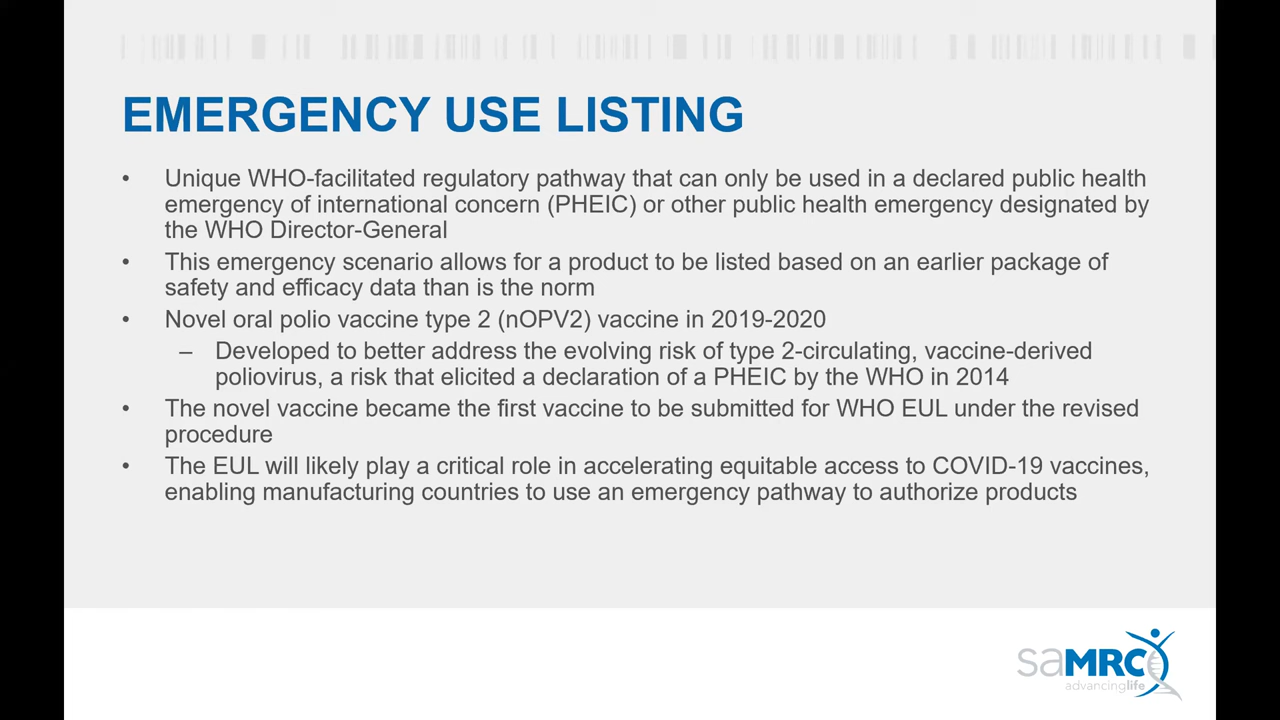 EMERGENCY USE LISTING
• Unique WHO-facilitated regulatory pathway that can only be used in a declared public health
emergency of international concern (PHEIC) or other public health emergency designated by
the WHO Director-General
• This emergency scenario allows for a product to be listed based on an earlier package of
safety and efficacy data than is the norm
• Novel oral polio vaccine type 2 (nOPV2) vaccine in 2019-2020
– Developed to better address the evolving risk of type 2-circulating, vaccine-derived
poliovirus, a risk that elicited a declaration of a PHEIC by the WHO in 2014
• The novel vaccine became the first vaccine to be submitted for WHO EUL under the revised
procedure
• The EUL will likely play a critical role in accelerating equitable access to COVID-19 vaccines,
enabling manufacturing countries to use an emergency pathway to authorize products
saMRC
advancinglife